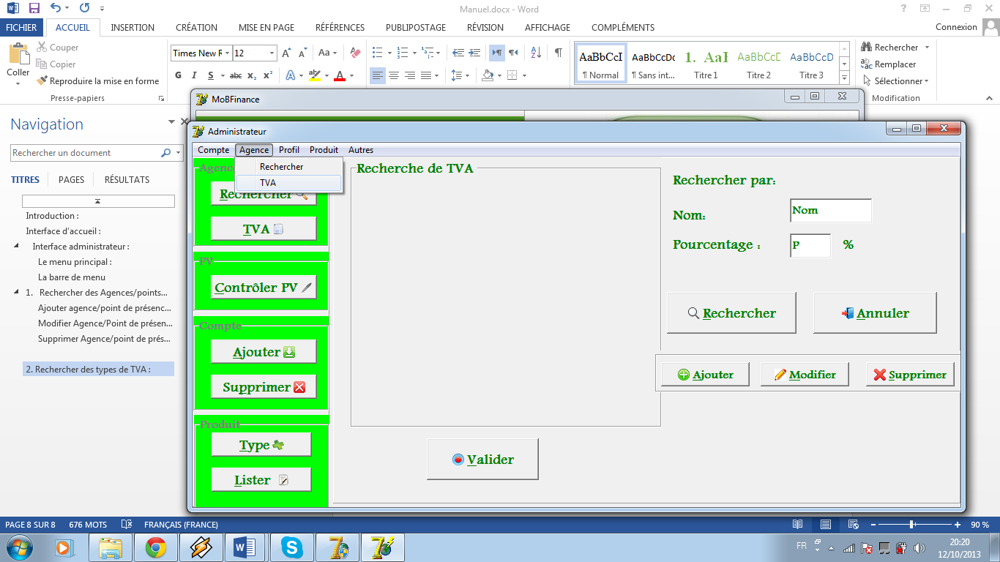 Manuel.docx - Word
FICHIER ACCUEIL INSERTION CRÉATION MISE EN PAGE RÉFÉRENCES PUBLIPOSTAGE RÉVISION AFFICHAGE COMPLÉMENTS Connexion
Coller
Couper
Copier
Reproduire la mise en forme
Presse-papiers
Times New R 12
Aa
G I S abc x₂ x²
AaBbCcI AaBbCcDc 1. AaI AaBbCcD AaBbCcD
¶ Normal ¶ Sans int... Titre 1 Titre 2 Titre 3
Rechercher
Remplacer
Sélectionner
Modification
Navigation
Rechercher un document
TITRES PAGES RÉSULTATS
Introduction :
Interface d'accueil :
Interface administrateur :
Le menu principal :
La barre de menu
1. Rechercher des Agences/points...
Ajouter agence/point de présenc...
Modifier Agence/Point de présen...
Supprimer Agence/point de prés...
2. Rechercher des types de TVA :
MoBFinance
Administrateur
Compte Agence Profil Produit Autres
Rechercher
TVA
Agenc
Rechercher
TVA
PV
Contrôler PV
Compte
Ajouter
Supprimer
Produit
Type
Lister
Recherche de TVA
Valider
Rechercher par:
Nom: Nom
Pourcentage : P %
Rechercher Annuler
Ajouter Modifier Supprimer
PAGE 8 SUR 8 676 MOTS FRANÇAIS (FRANCE) 90 %
FR 20:20
12/10/2013